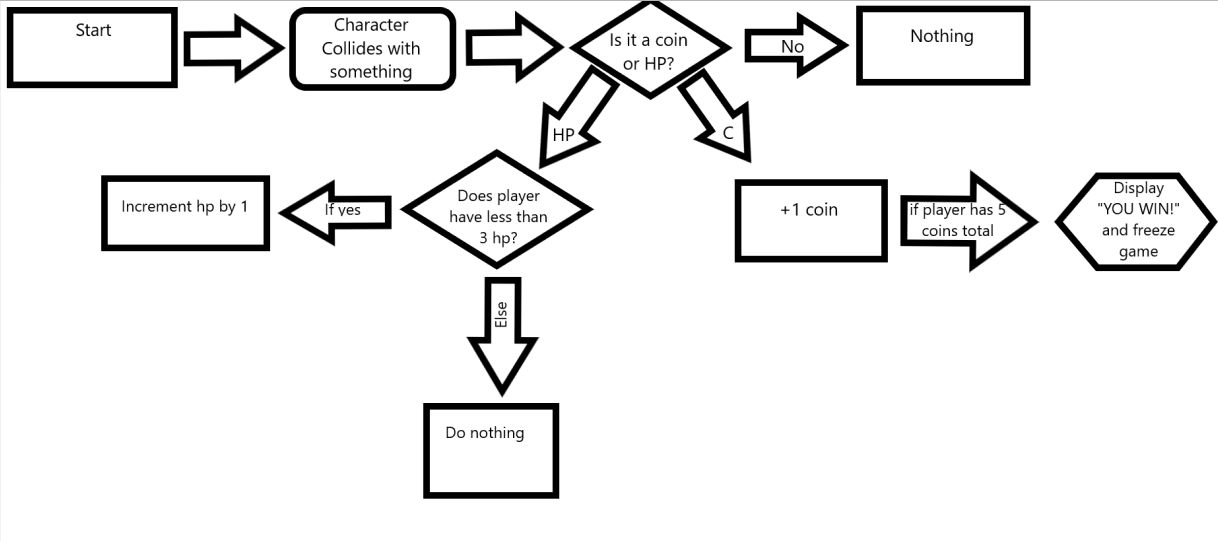 Start
Character
Collides with
something
Is it a coin
or HP?
No
Nothing
HP
C
Increment hp by 1
If yes
Does player
have less than
3 hp?
+1 coin
if player has 5
coins total
Display
"YOU WIN!"
and freeze
game
Else
Do nothing